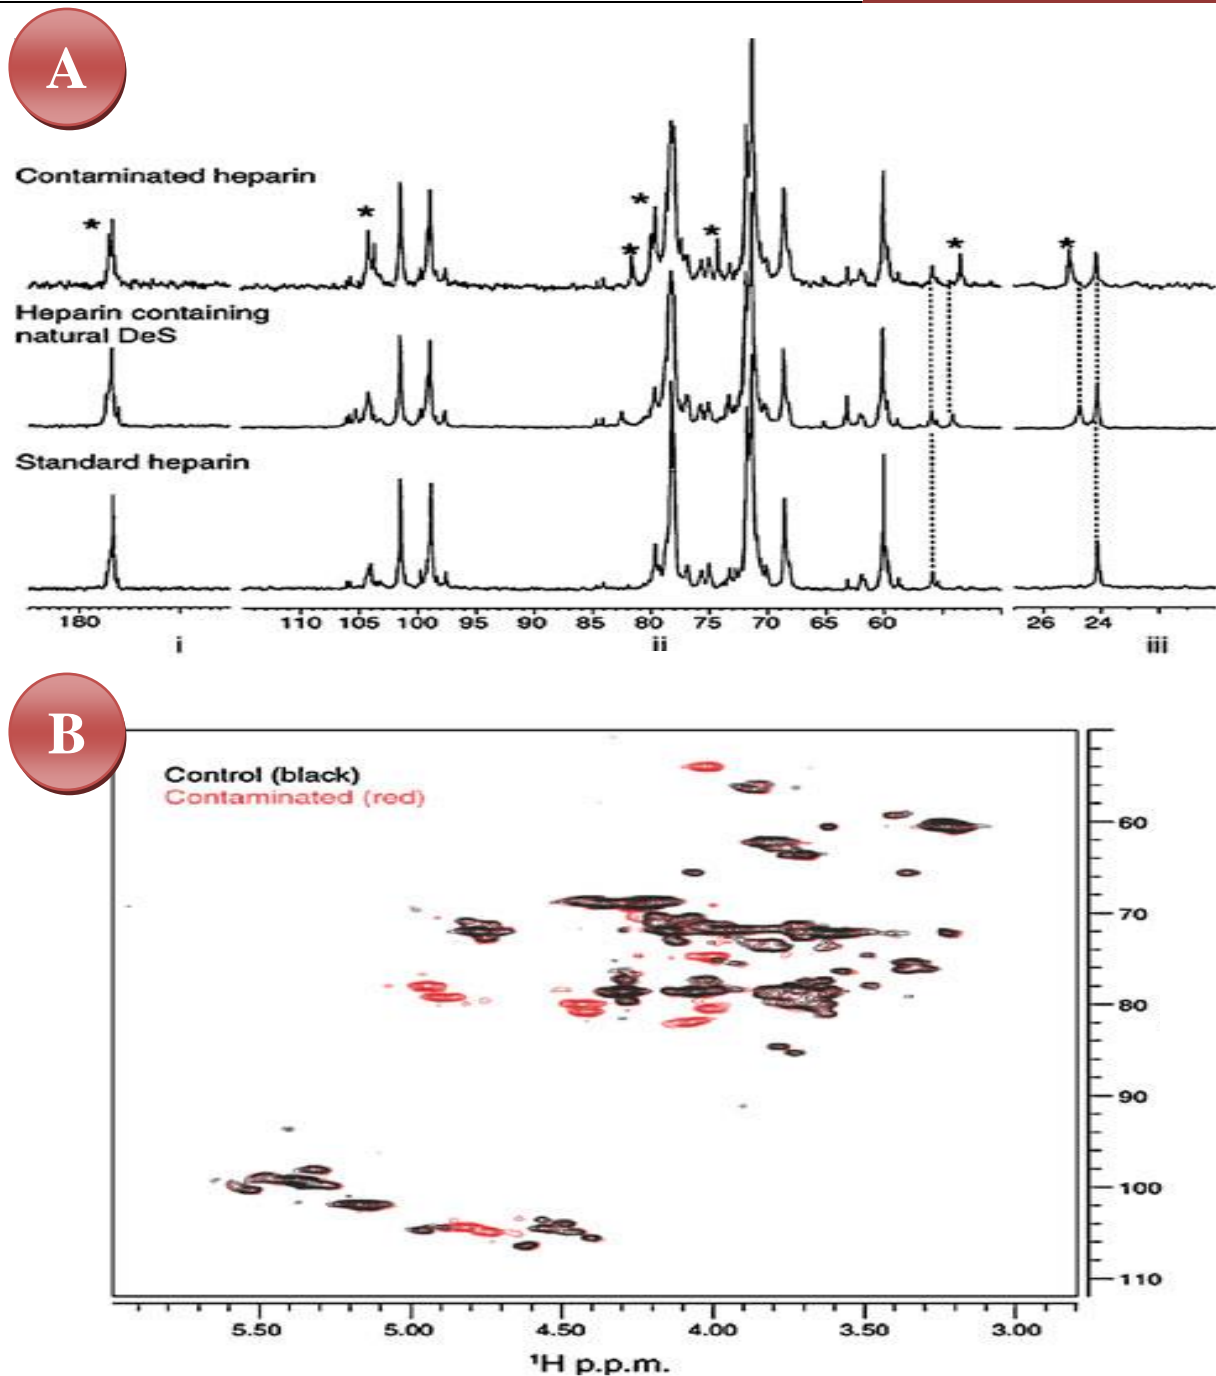 A
Contaminated heparin
* * * * * * *
Heparin containing
natural DeS
Standard heparin
180 110 105 100 95 90 85 80 75 70 65 60 26 24
i ii iii
B
Control (black)
Contaminated (red)
60
70
80
90
100
110
5.50 5.00 4.50 4.00 3.50 3.00
¹H p.p.m.